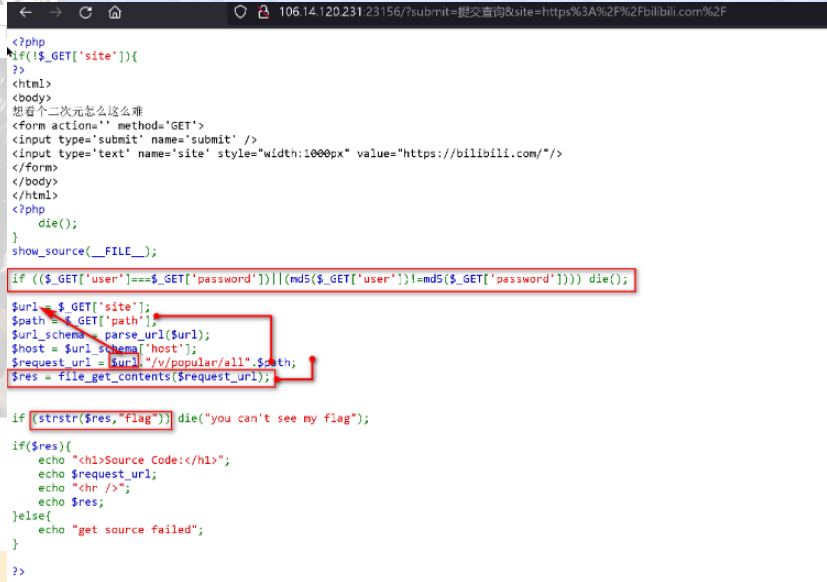 106.14.120.231:23156/?submit=提交查询&site=https%3A%2F%2Fbilibili.com%2F
<?php
if(!$_GET['site']){
?>
<html>
<body>
想看个二次元怎么这么难
<form action='' method='GET'>
<input type='submit' name='submit' />
<input type='text' name='site' style="width:1000px" value="https://bilibili.com/"/>
</form>
</body>
</html>
<?php
die();
}
show_source(__FILE__);
if (($_GET['user']===$_GET['password'])||(md5($_GET['user'])!=md5($_GET['password']))) die();
$url = $_GET['site'];
$path = $_GET['path'];
$url_schema = parse_url($url);
$host = $url_schema['host'];
$request_url = $url."/v/popular/all".$path;
$res = file_get_contents($request_url);
if (strstr($res,"flag")) die("you can't see my flag");
if($res){
echo "<h1>Source Code:</h1>";
echo $request_url;
echo "<hr />";
echo $res;
}else{
echo "get source failed";
}
?>